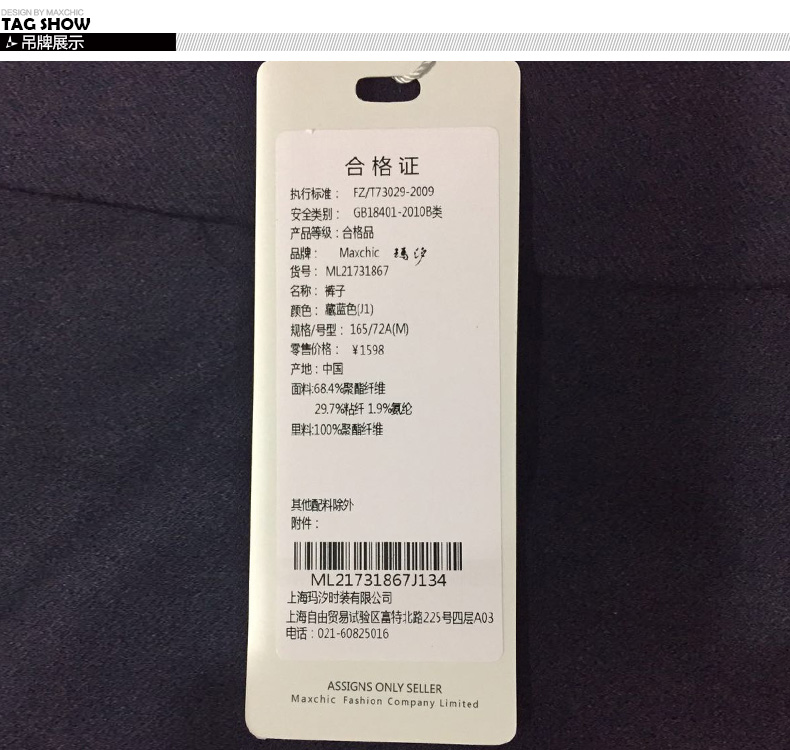 DESIGN BY MAXCHIC
TAG SHOW
吊牌展示
合格证
执行标准： FZ/T73029-2009
安全类别： GB18401-2010B类
产品等级：合格品
品牌： Maxchic 玛汐
货号： ML21731867
名称： 裤子
颜色： 藏蓝色(J1)
规格/号型： 165/72A(M)
零售价格： ¥1598
产地：中国
面料:68.4%聚酯纤维
29.7%粘纤 1.9%氨纶
里料:100%聚酯纤维
其他配料除外
附件：
ML21731867J134
上海玛汐时装有限公司
上海自由贸易试验区富特北路225号四层A03
电话：021-60825016
ASSIGNS ONLY SELLER
Maxchic Fashion Company Limited